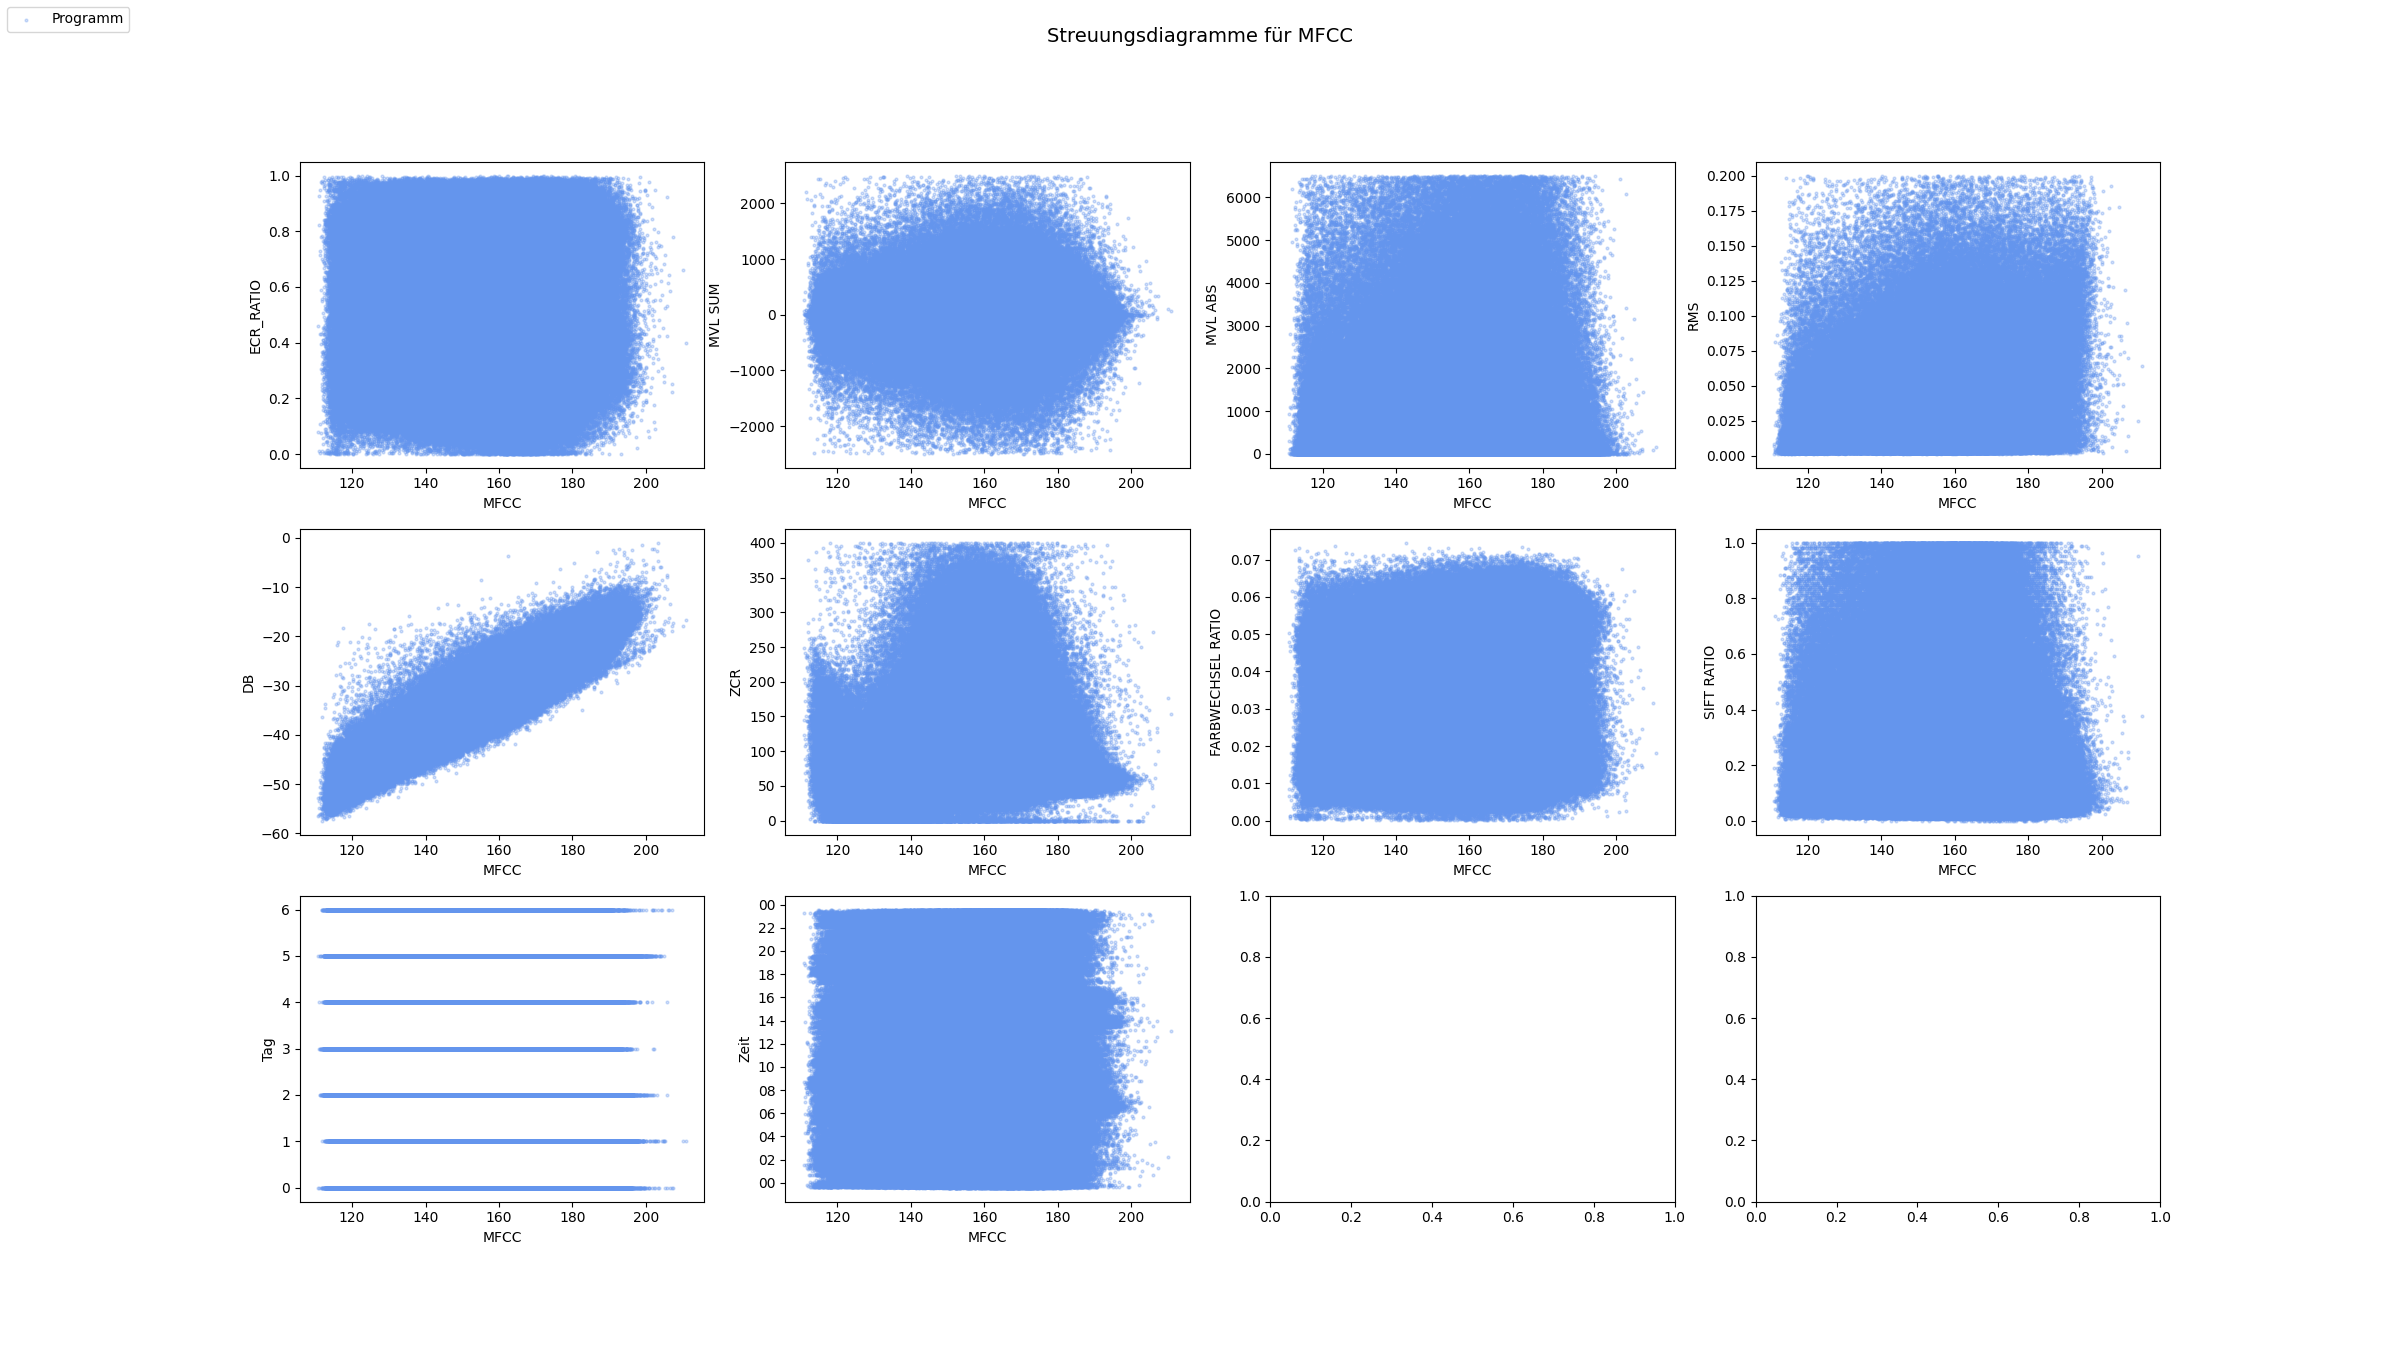 Programm
Streuungsdiagramme für MFCC
1.0
0.8
0.6
0.4
0.2
0.0
ECR_RATIO
120 140 160 180 200
MFCC
2000
1000
0
−1000
−2000
MVL SUM
120 140 160 180 200
MFCC
6000
5000
4000
3000
2000
1000
0
MVL ABS
120 140 160 180 200
MFCC
0.200
0.175
0.150
0.125
0.100
0.075
0.050
0.025
0.000
RMS
120 140 160 180 200
MFCC
0
−10
−20
−30
−40
−50
−60
DB
120 140 160 180 200
MFCC
400
350
300
250
200
150
100
50
0
ZCR
120 140 160 180 200
MFCC
0.07
0.06
0.05
0.04
0.03
0.02
0.01
0.00
FARBWECHSEL RATIO
120 140 160 180 200
MFCC
1.0
0.8
0.6
0.4
0.2
0.0
SIFT RATIO
120 140 160 180 200
MFCC
6
5
4
3
2
1
0
Tag
120 140 160 180 200
MFCC
00
22
20
18
16
14
12
10
08
06
04
02
00
Zeit
120 140 160 180 200
MFCC
1.0
0.8
0.6
0.4
0.2
0.0
0.0 0.2 0.4 0.6 0.8 1.0
1.0
0.8
0.6
0.4
0.2
0.0
0.0 0.2 0.4 0.6 0.8 1.0